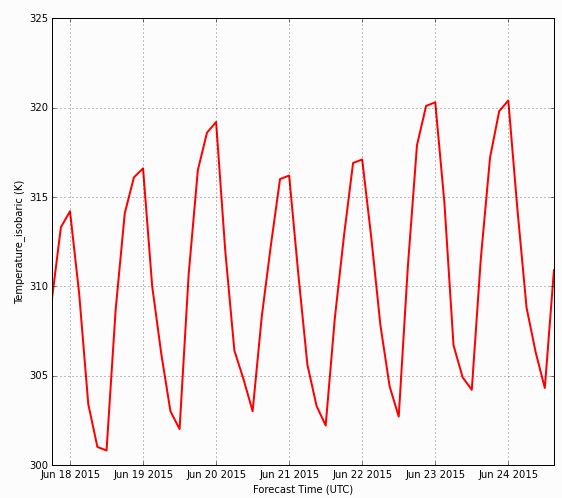 325
320
315
310
305
300
Temperature_isobaric (K)
Jun 18 2015 Jun 19 2015 Jun 20 2015 Jun 21 2015 Jun 22 2015 Jun 23 2015 Jun 24 2015
Forecast Time (UTC)